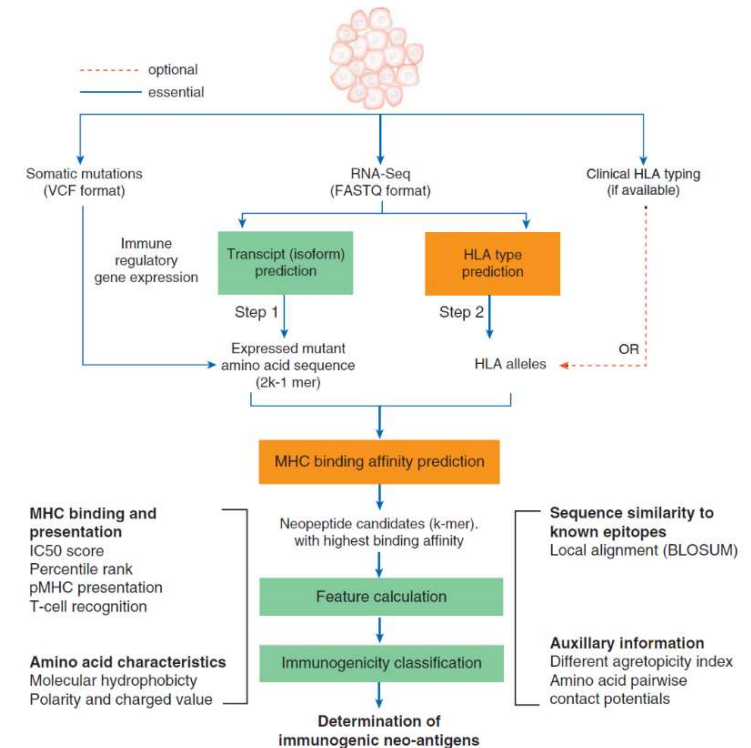 optional
essential
Somatic mutations
(VCF format)
RNA-Seq
(FASTQ format)
Clinical HLA typing
(if available)
Immune
regulatory
gene expression
Transcipt (isoform)
prediction
HLA type
prediction
Step 1
Step 2
Expressed mutant
amino acid sequence
(2k-1 mer)
HLA alleles
OR
MHC binding affinity prediction
MHC binding and
presentation
IC50 score
Percentile rank
pMHC presentation
T-cell recognition
Neopeptide candidates (k-mer).
with highest binding affinity
Sequence similarity to
known epitopes
Local alignment (BLOSUM)
Feature calculation
Amino acid characteristics
Molecular hydrophobicty
Polarity and charged value
Immunogenicity classification
Auxillary information
Different agretopicity index
Amino acid pairwise
contact potentials
Determination of
immunogenic neo-antigens